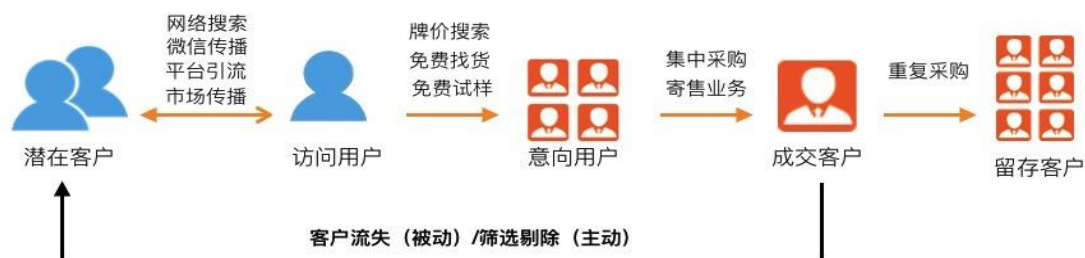 网络搜索
微信传播
平台引流
市场传播
牌价搜索
免费找货
免费试样
集中采购
寄售业务
重复采购
潜在客户
访问用户
意向用户
成交客户
留存客户
客户流失（被动）/筛选剔除（主动）